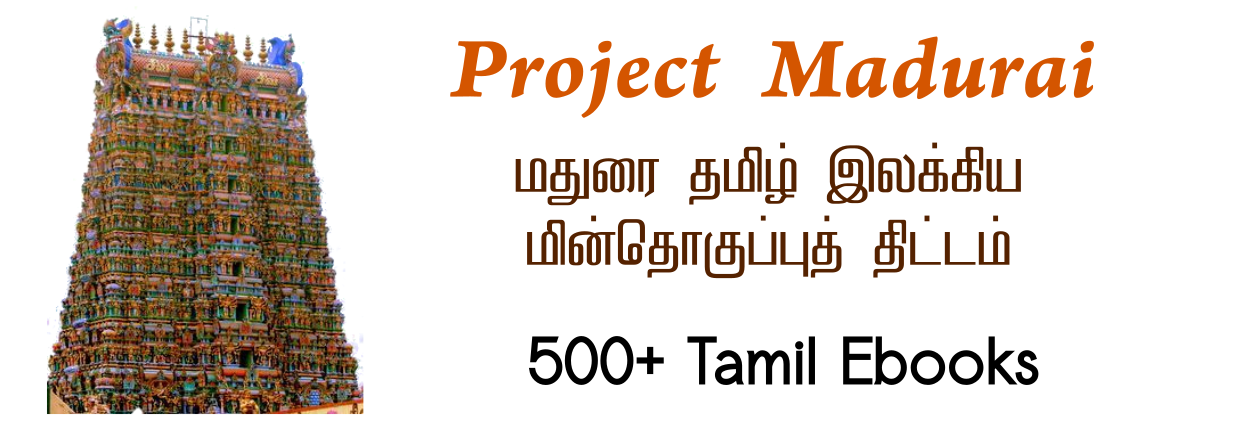 Project Madurai
மதுரை தமிழ் இலக்கிய
மின்தொகுப்புத் திட்டம்
500+ Tamil Ebooks